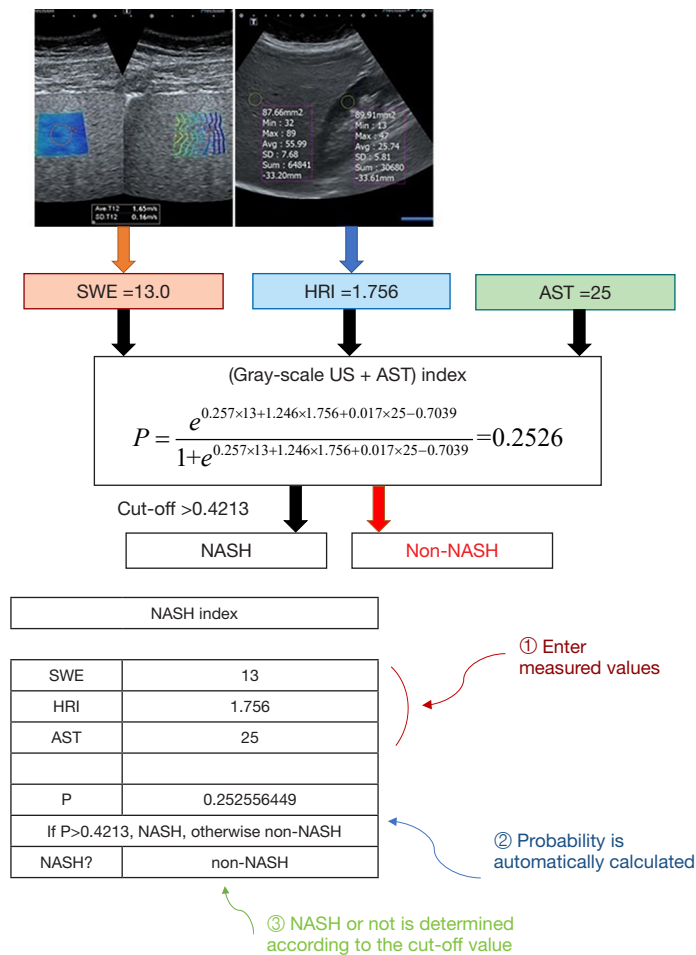 T
T
Ave.T12 1.65m/s
SD.T12 0.16m/s
87.66mm2
Min : 32
Max : 89
Avg : 55.99
SD : 7.68
Sum : 64841
-33.20mm
89.91mm2
Min : 13
Max : 47
Avg : 25.74
SD : 5.81
Sum : 30680
-33.61mm
SWE =13.0
HRI =1.756
AST =25
(Gray-scale US + AST) index
P = e^0.257×13+1.246×1.756+0.017×25−0.7039 / 1+e^0.257×13+1.246×1.756+0.017×25−0.7039 =0.2526
Cut-off >0.4213
NASH
Non-NASH
NASH index
① Enter
measured values
SWE 13
HRI 1.756
AST 25
P 0.252556449
If P>0.4213, NASH, otherwise non-NASH
NASH? non-NASH
② Probability is
automatically calculated
③ NASH or not is determined
according to the cut-off value